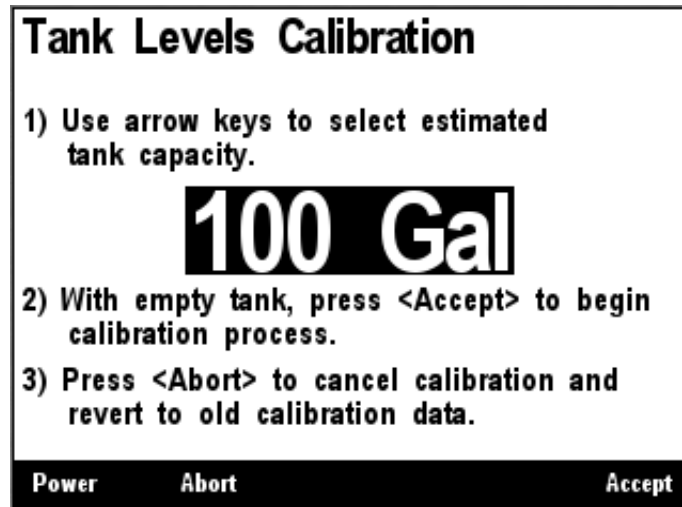 Tank Levels Calibration
1) Use arrow keys to select estimated
tank capacity.
100 Gal
2) With empty tank, press <Accept> to begin
calibration process.
3) Press <Abort> to cancel calibration and
revert to old calibration data.
Power Abort Accept